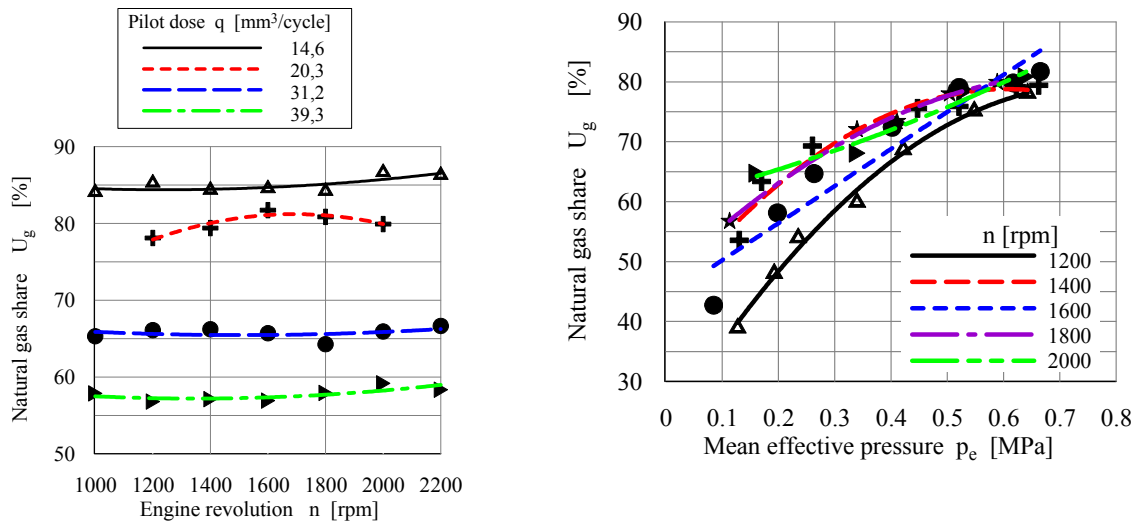 Pilot dose q [mm³/cycle]
14,6
20,3
31,2
39,3
Natural gas share U_g [%]
90
80
70
60
50
1000 1200 1400 1600 1800 2000 2200
Engine revolution n [rpm]
Natural gas share U_g [%]
90
80
70
60
50
40
30
n [rpm]
1200
1400
1600
1800
2000
0 0.1 0.2 0.3 0.4 0.5 0.6 0.7 0.8
Mean effective pressure p_e [MPa]